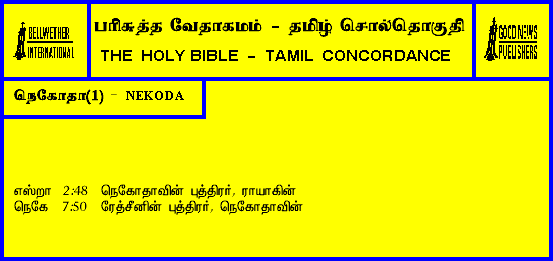 BELLWETHER
INTERNATIONAL
பரிசுத்த வேதாகமம் - தமிழ் சொல்தொகுதி
THE HOLY BIBLE - TAMIL CONCORDANCE
GOOD NEWS
PUBLISHERS
நெகோதா(1) - NEKODA
எஸ்றா 2:48 நெகோதாவின் புத்திரர், ராயாகின்
நெகே 7:50 ரேத்சீனின் புத்திரர், நெகோதாவின்